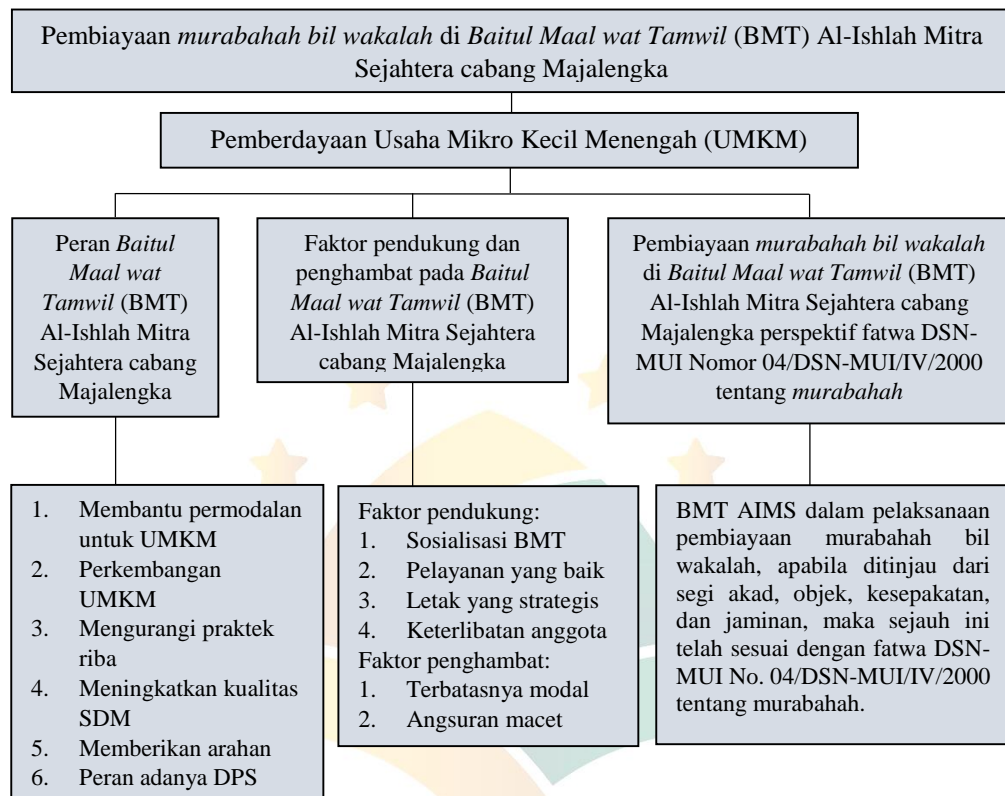 Pembiayaan murabahah bil wakalah di Baitul Maal wat Tamwil (BMT) Al-Ishlah Mitra
Sejahtera cabang Majalengka
Pemberdayaan Usaha Mikro Kecil Menengah (UMKM)
Peran Baitul
Maal wat
Tamwil (BMT)
Al-Ishlah Mitra
Sejahtera cabang
Majalengka
Faktor pendukung dan
penghambat pada Baitul
Maal wat Tamwil (BMT)
Al-Ishlah Mitra Sejahtera
cabang Majalengka
Pembiayaan murabahah bil wakalah
di Baitul Maal wat Tamwil (BMT)
Al-Ishlah Mitra Sejahtera cabang
Majalengka perspektif fatwa DSN-
MUI Nomor 04/DSN-MUI/IV/2000
tentang murabahah
1. Membantu permodalan
untuk UMKM
2. Perkembangan
UMKM
3. Mengurangi praktek
riba
4. Meningkatkan kualitas
SDM
5. Memberikan arahan
6. Peran adanya DPS
Faktor pendukung:
1. Sosialisasi BMT
2. Pelayanan yang baik
3. Letak yang strategis
4. Keterlibatan anggota
Faktor penghambat:
1. Terbatasnya modal
2. Angsuran macet
BMT AIMS dalam pelaksanaan
pembiayaan murabahah bil
wakalah, apabila ditinjau dari
segi akad, objek, kesepakatan,
dan jaminan, maka sejauh ini
telah sesuai dengan fatwa DSN-
MUI No. 04/DSN-MUI/IV/2000
tentang murabahah.